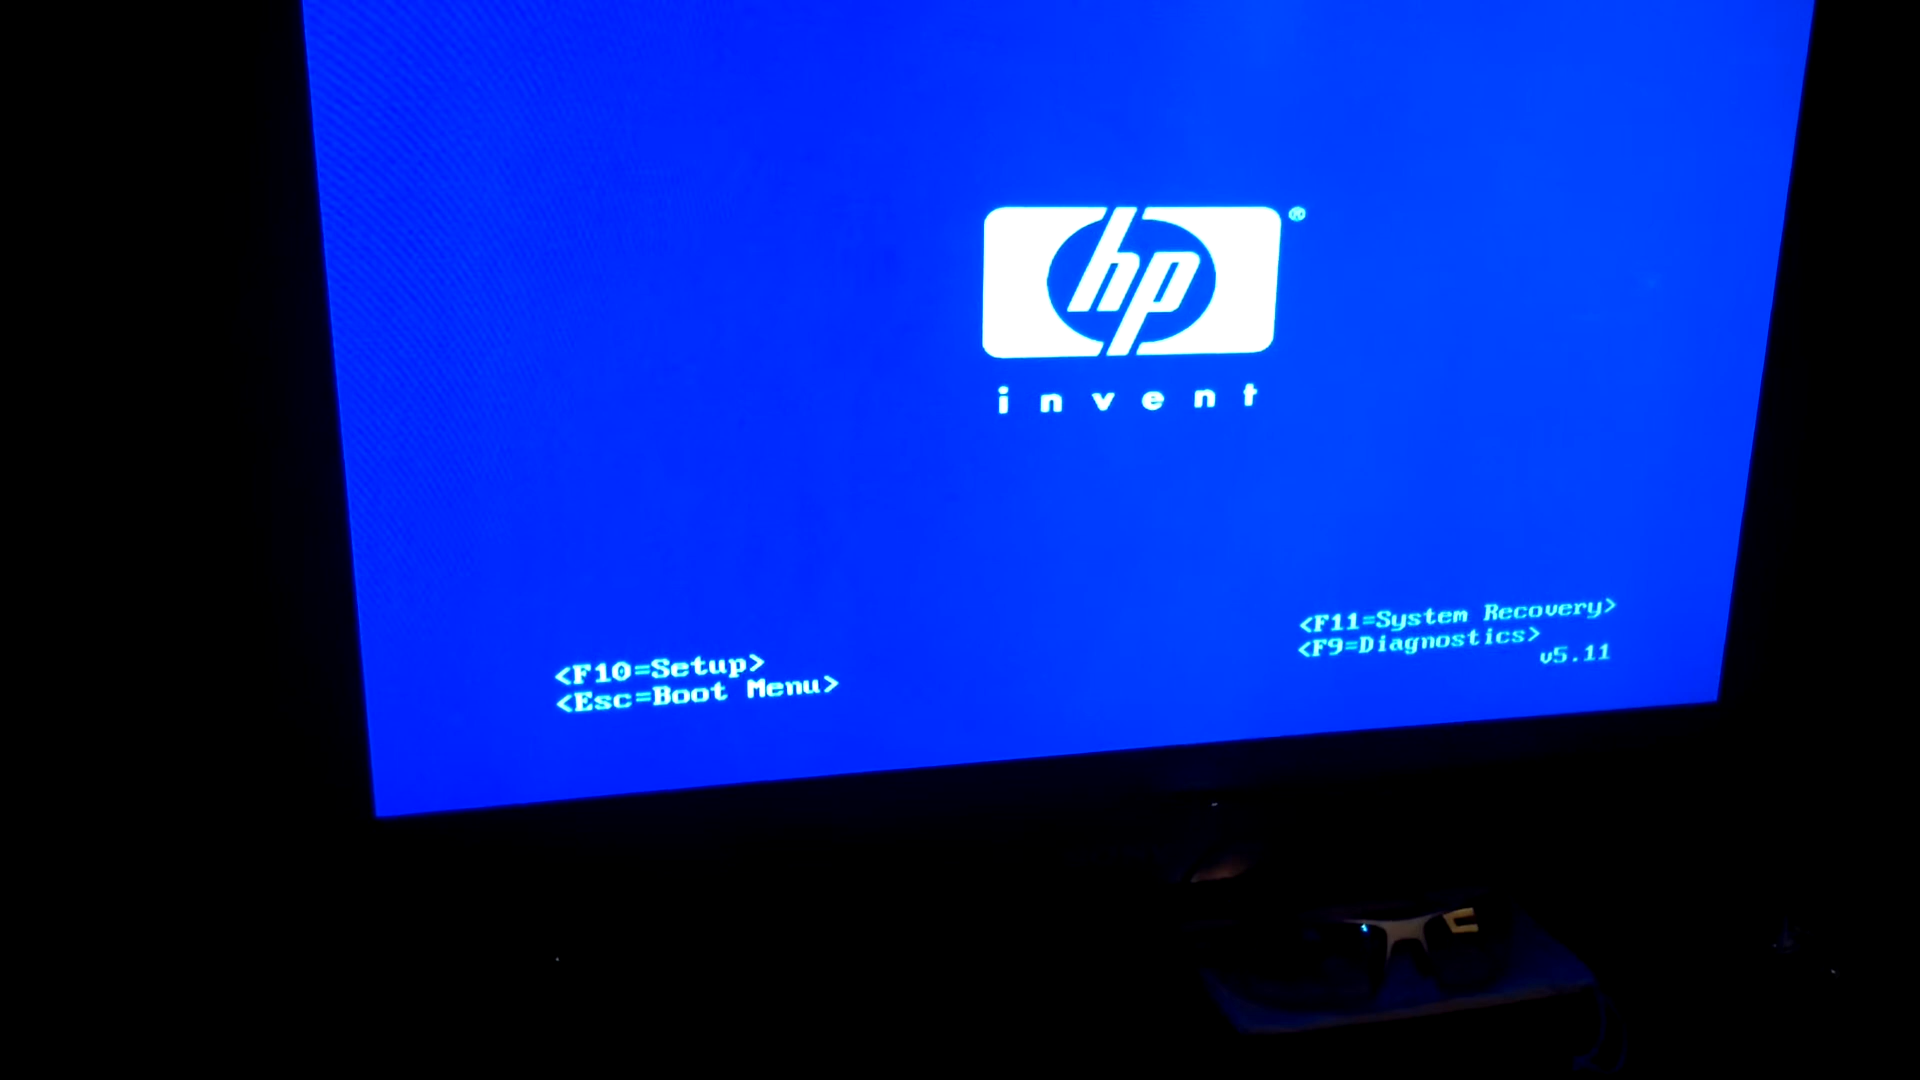 hp®
invent
<F10=Setup>
<Esc=Boot Menu>
<F11=System Recovery>
<F9=Diagnostics>
v5.11